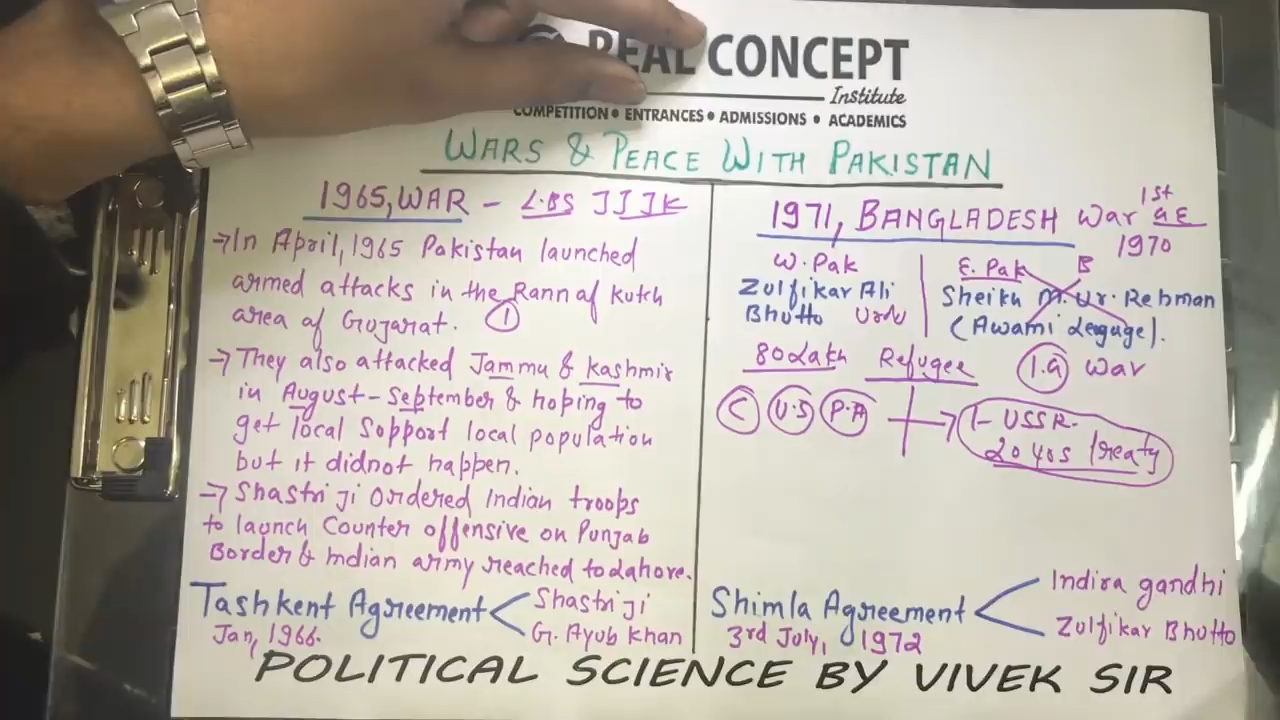 REAL CONCEPT
Institute
COMPETITION • ENTRANCES • ADMISSIONS • ACADEMICS
WARS & PEACE WITH PAKISTAN
1965, WAR - L.B.S JJJK
→ In April, 1965 Pakistan launched
armed attacks in the Rann of Kutch
area of Gujarat. 1
→ They also attacked Jammu & Kashmir
in August - September & hoping to
get local support local population
but it didnot happen.
→ Shastri ji ordered Indian troops
to launch Counter offensive on Punjab
Border & Indian army reached to Lahore.
Tashkent Agreement
Jan, 1966.
Shastri ji
G. Ayub Khan
1971, BANGLADESH War
1st G.E
1970
W. Pak
Zulfikar Ali
Bhutto Urdu
E. Pak B
Sheikh M. Ur. Rehman
(Awami Leguage).
80 Lakh Refugee 1.a War
C U.S P.A
1- USSR.
20 yos treaty
Shimla Agreement
3rd July, 1972
Indira gandhi
Zulfikar Bhutto
POLITICAL SCIENCE BY VIVEK SIR